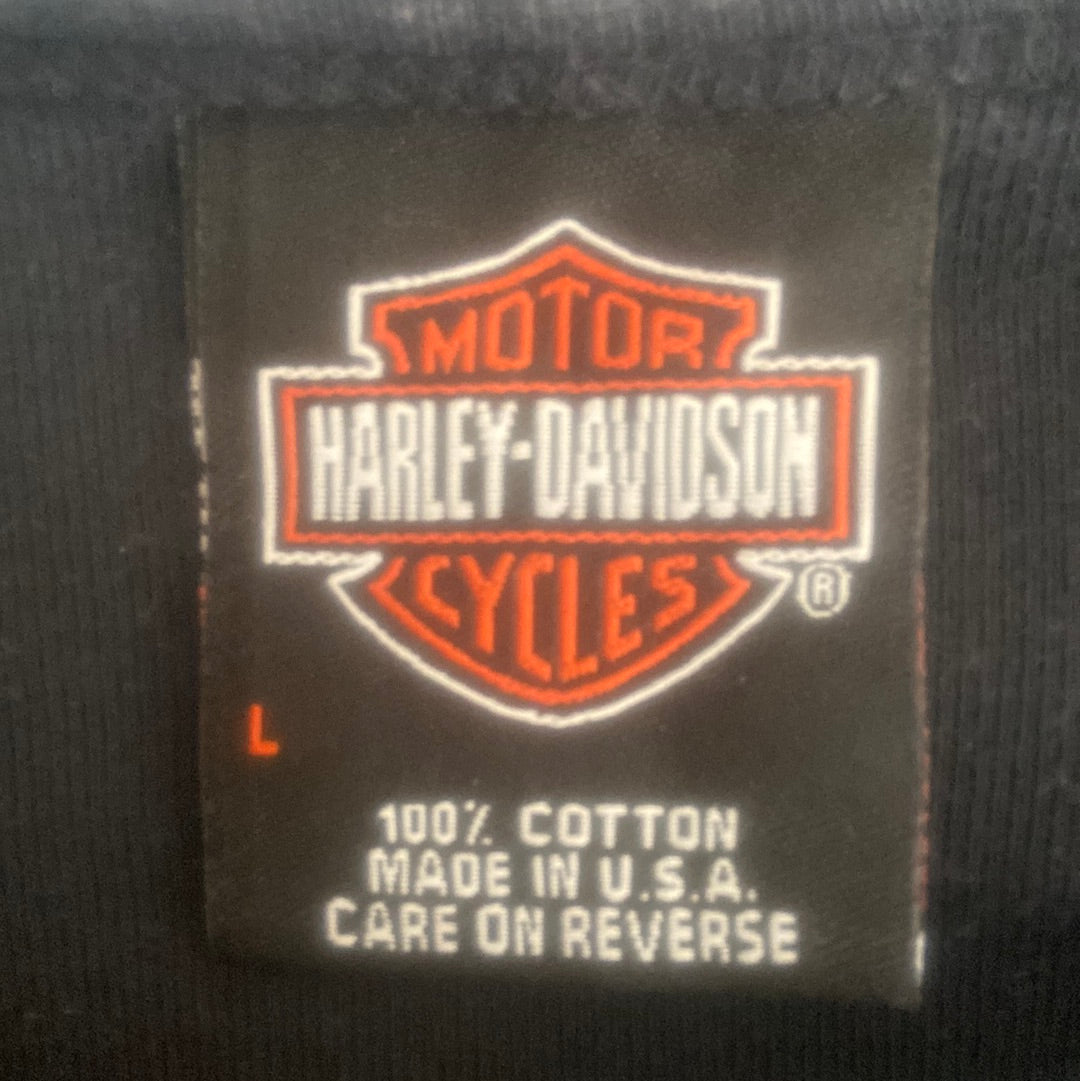 MOTOR
HARLEY-DAVIDSON
CYCLES
®
L
100% COTTON
MADE IN U.S.A.
CARE ON REVERSE